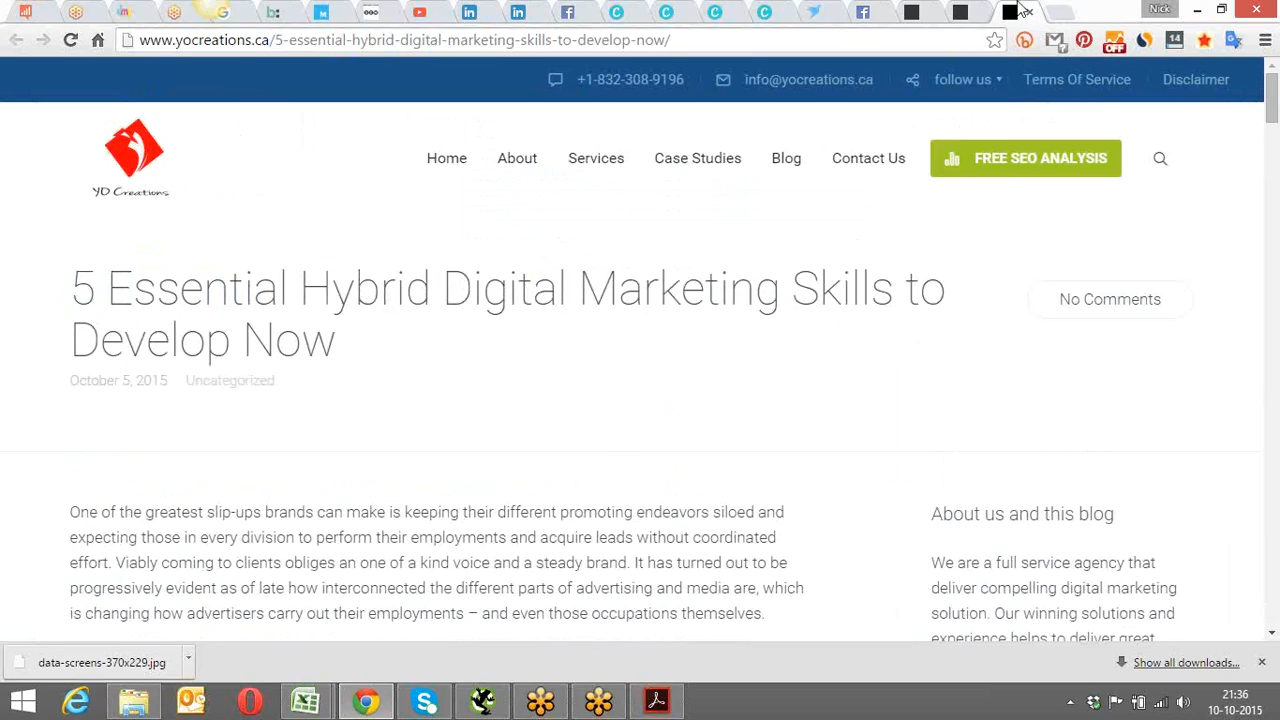 Nick
www.yocreations.ca/5-essential-hybrid-digital-marketing-skills-to-develop-now/
OFF
14
+1-832-308-9196
info@yocreations.ca
follow us
Terms Of Service
Disclaimer
YO Creations
Home
About
Services
Case Studies
Blog
Contact Us
FREE SEO ANALYSIS
5 Essential Hybrid Digital Marketing Skills to
Develop Now
No Comments
October 5, 2015
Uncategorized
One of the greatest slip-ups brands can make is keeping their different promoting endeavors siloed and
expecting those in every division to perform their employments and acquire leads without coordinated
effort. Viably coming to clients obliges an one of a kind voice and a steady brand. It has turned out to be
progressively evident as of late how interconnected the different parts of advertising and media are, which
is changing how advertisers carry out their employments – and even those occupations themselves.
About us and this blog
We are a full service agency that
deliver compelling digital marketing
solution. Our winning solutions and
experience helps to deliver great
data-screens-370x229.jpg
Show all downloads...
21:36
10-10-2015